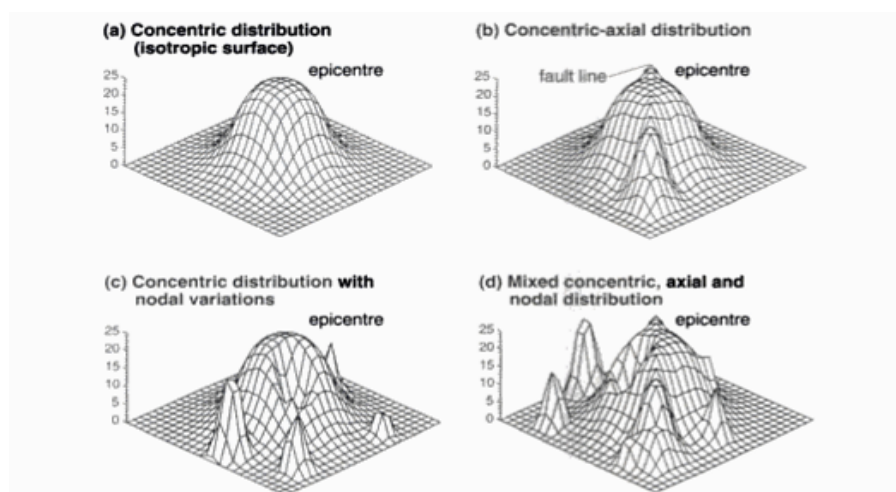 (a) Concentric distribution
(isotropic surface)
epicentre
25
20
15
10
5
0
(b) Concentric-axial distribution
fault line
epicentre
25
20
15
10
5
0
(c) Concentric distribution with
nodal variations
epicentre
25
20
15
10
5
0
(d) Mixed concentric, axial and
nodal distribution
epicentre
25
20
15
10
5
0